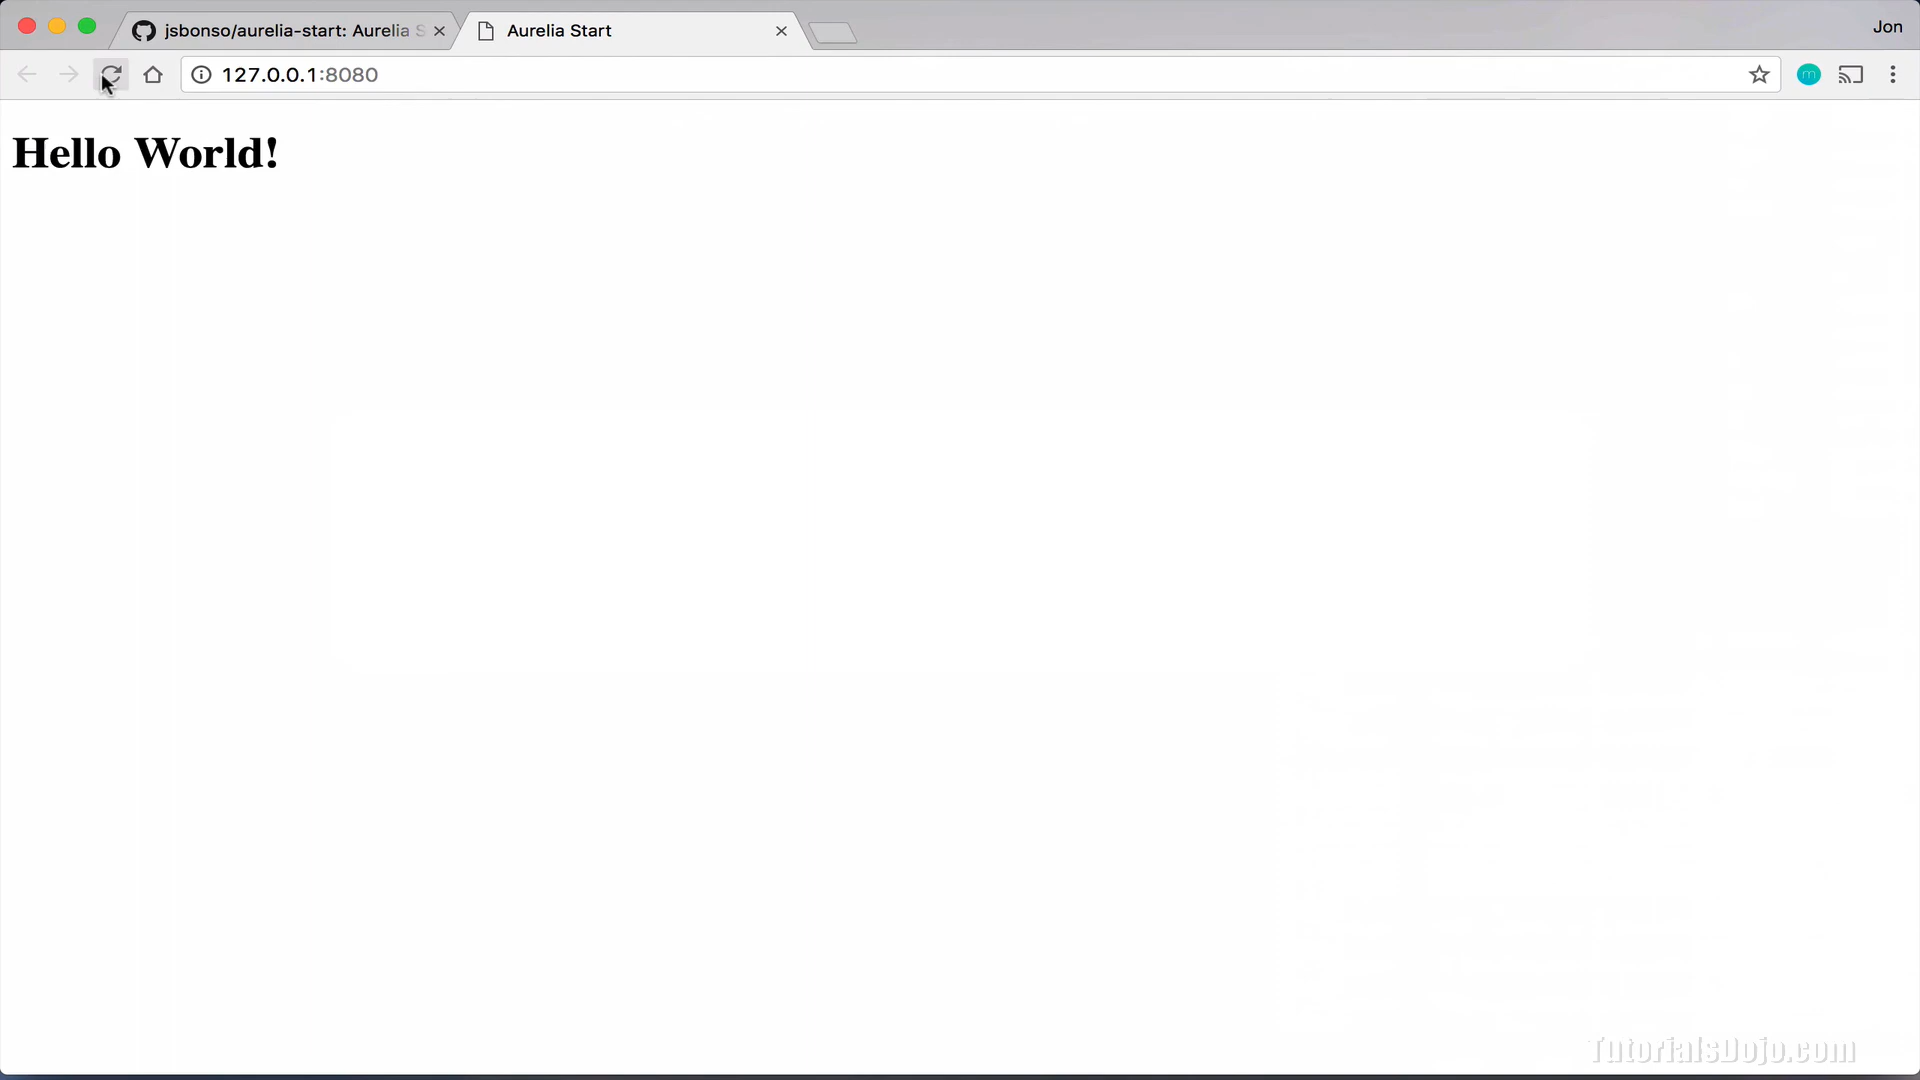 jsbonso/aurelia-start: Aurelia S
Aurelia Start
Jon
127.0.0.1:8080
m
Hello World!
TutorialsDojo.com